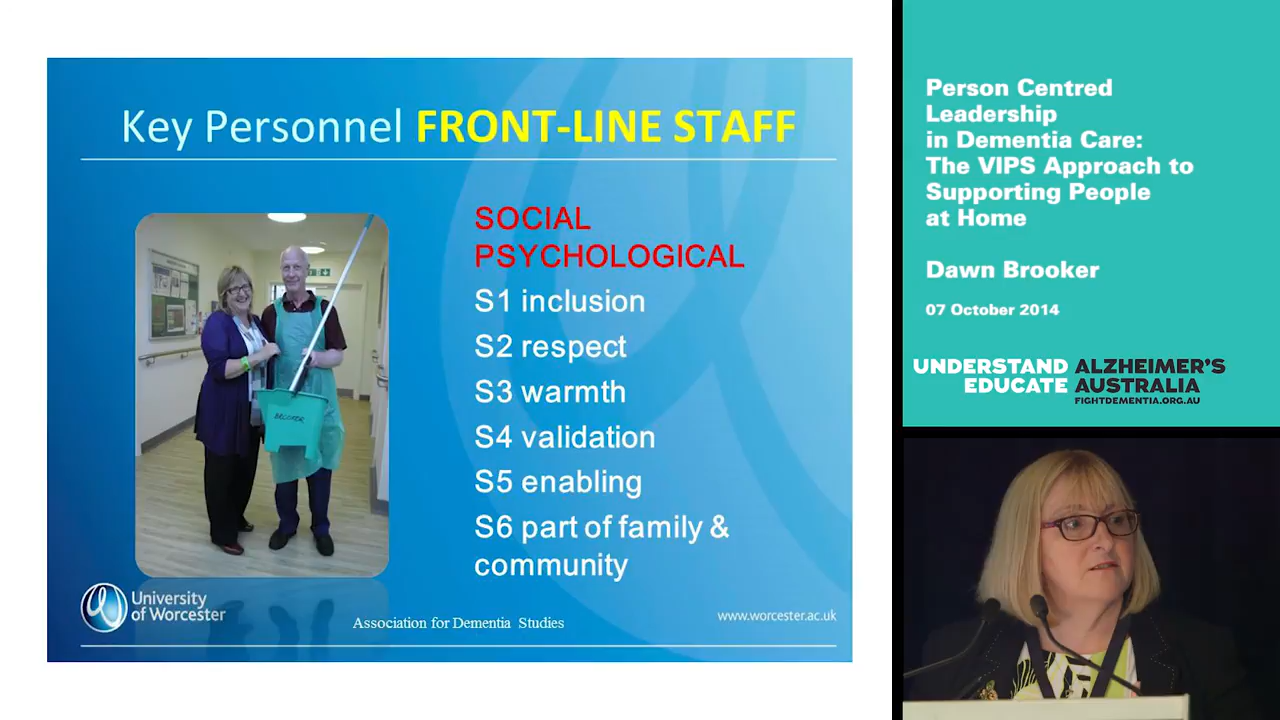 Key Personnel FRONT-LINE STAFF
SOCIAL
PSYCHOLOGICAL
S1 inclusion
S2 respect
S3 warmth
S4 validation
S5 enabling
S6 part of family &
community
University
of Worcester
Association for Dementia Studies
www.worcester.ac.uk
Person Centred
Leadership
in Dementia Care:
The VIPS Approach to
Supporting People
at Home
Dawn Brooker
07 October 2014
UNDERSTAND ALZHEIMER'S
EDUCATE AUSTRALIA
FIGHTDEMENTIA.ORG.AU